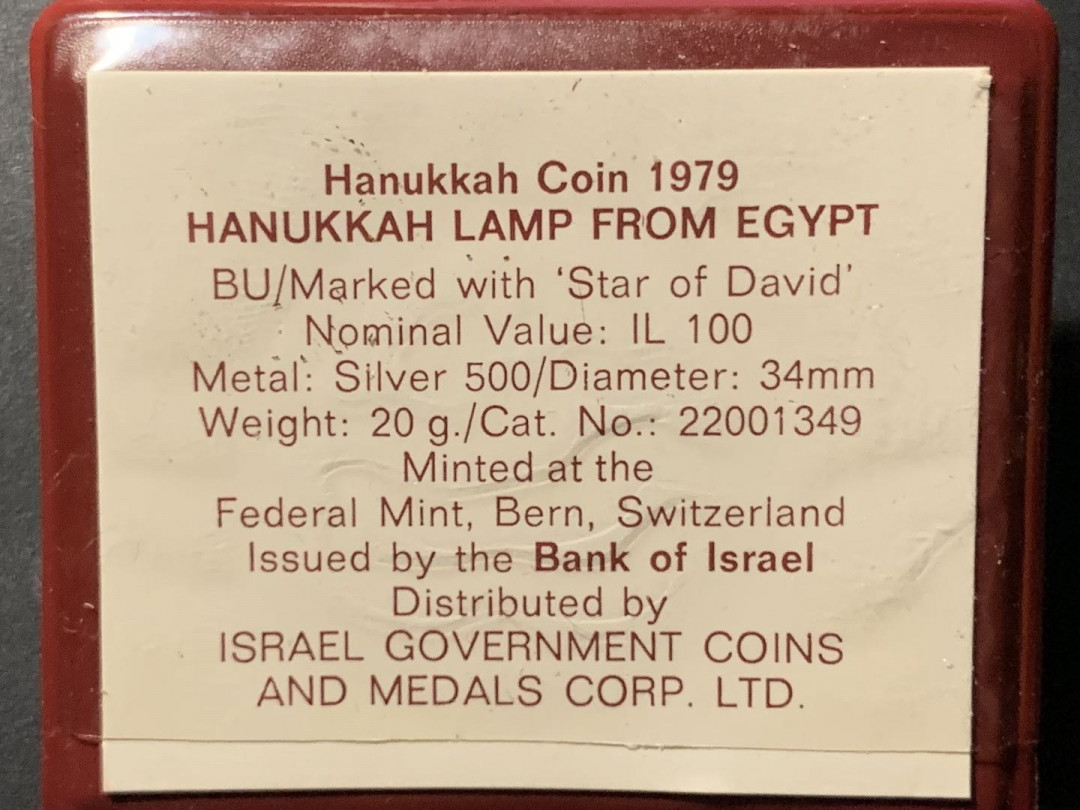 Hanukkah Coin 1979
HANUKKAH LAMP FROM EGYPT
BU/Marked with ‘Star of David’
Nominal Value: IL 100
Metal: Silver 500/Diameter: 34mm
Weight: 20 g./Cat. No.: 22001349
Minted at the
Federal Mint, Bern, Switzerland
Issued by the Bank of Israel
Distributed by
ISRAEL GOVERNMENT COINS
AND MEDALS CORP. LTD.